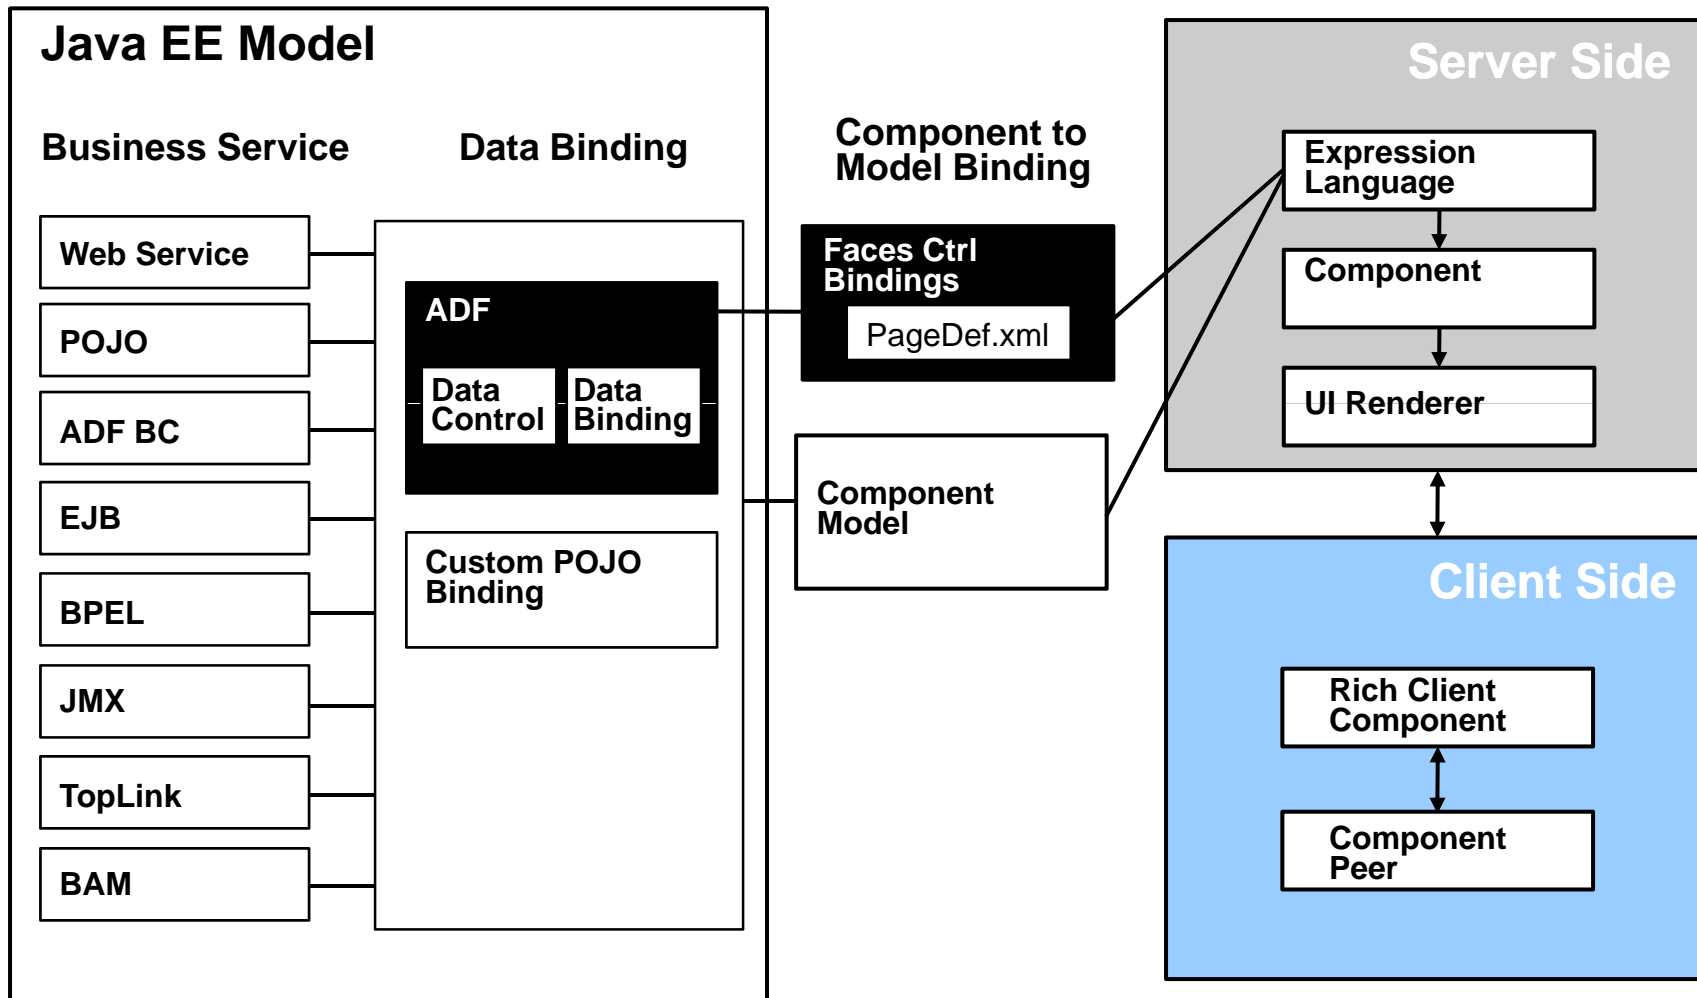 Java EE Model
Business Service
Data Binding
Web Service
POJO
ADF BC
EJB
BPEL
JMX
TopLink
BAM
ADF
Data
Control
Data
Binding
Custom POJO
Binding
Component to
Model Binding
Faces Ctrl
Bindings
PageDef.xml
Component
Model
Server Side
Expression
Language
Component
UI Renderer
Client Side
Rich Client
Component
Component
Peer